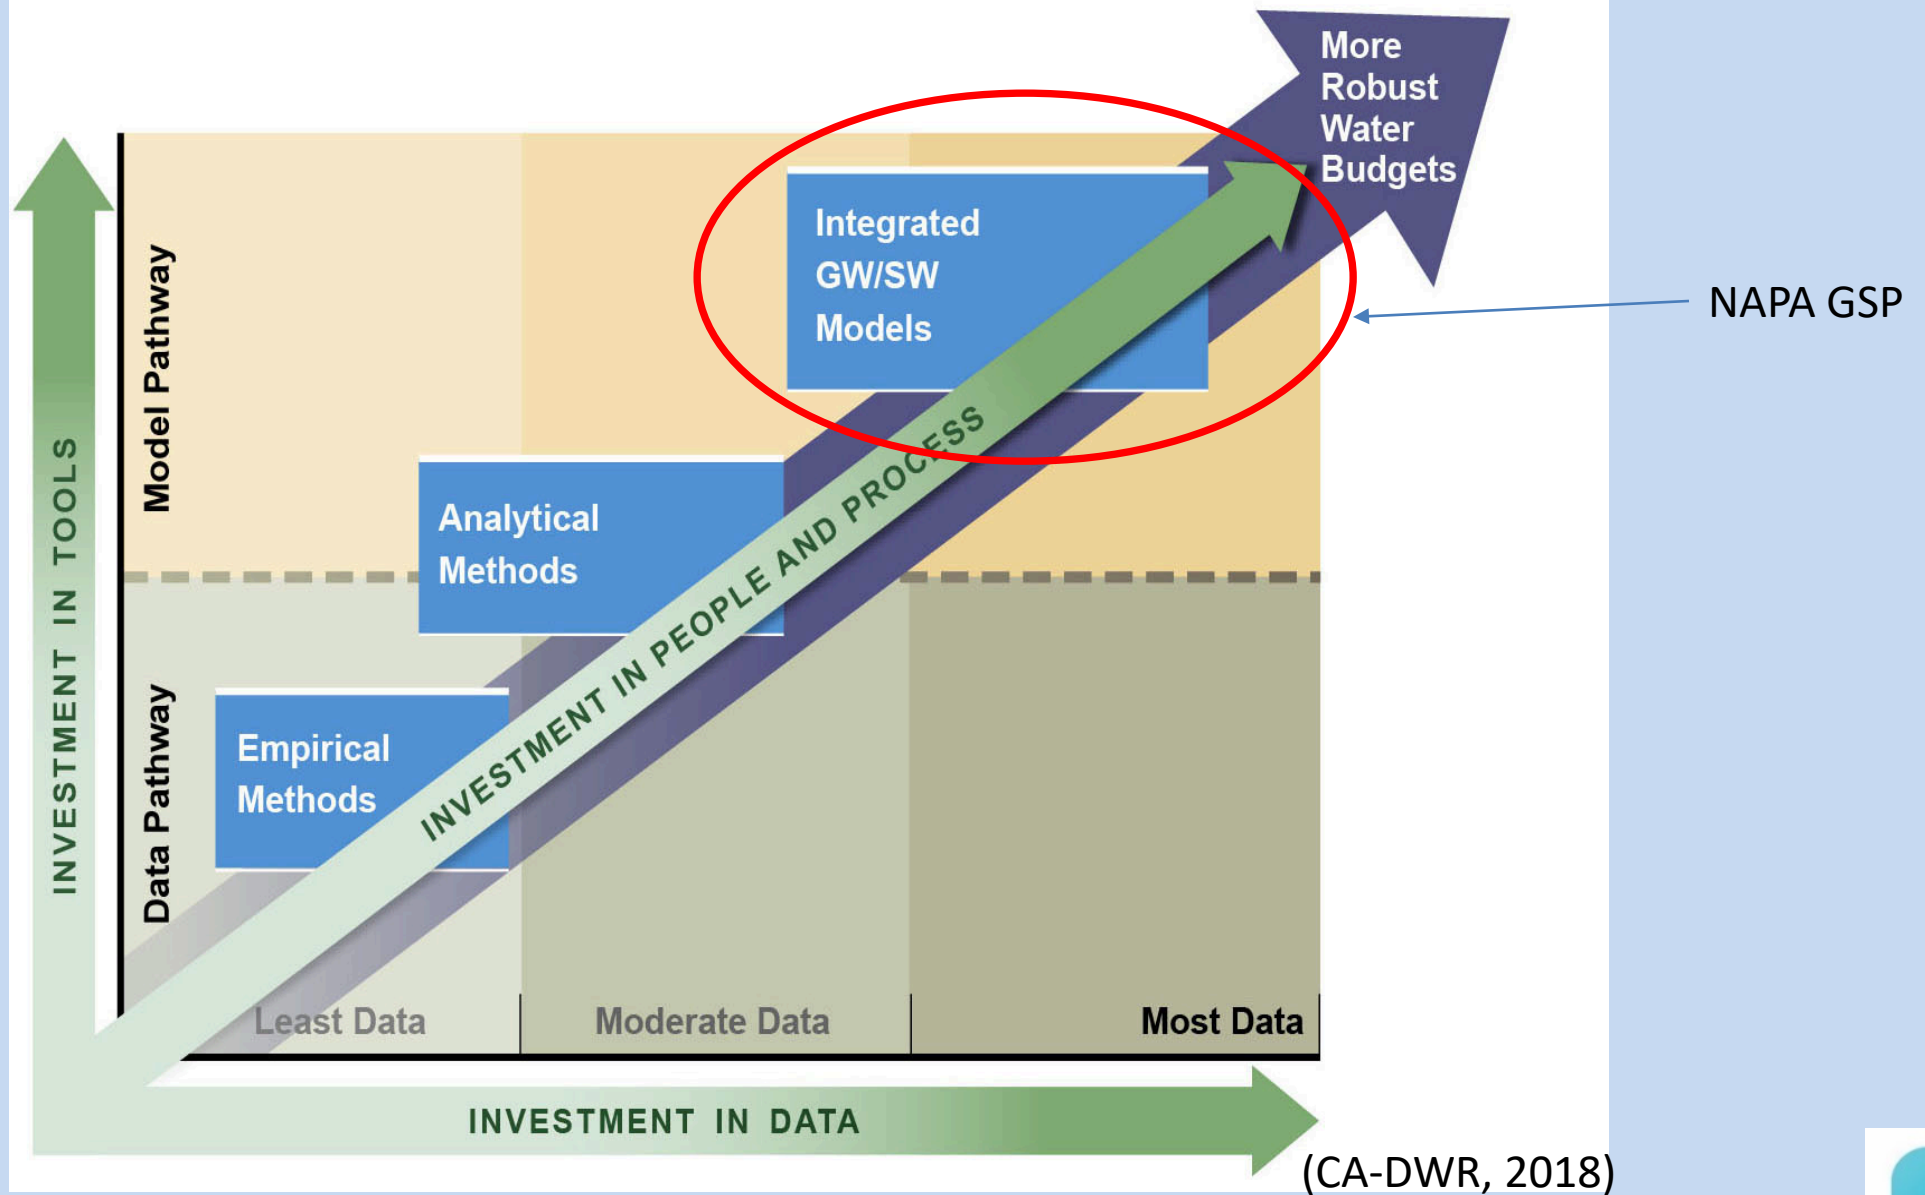 More
Robust
Water
Budgets
Integrated
GW/SW
Models
NAPA GSP
Model Pathway
INVESTMENT IN TOOLS
Analytical
Methods
INVESTMENT IN PEOPLE AND PROCESS
Data Pathway
Empirical
Methods
Least Data
Moderate Data
Most Data
INVESTMENT IN DATA
(CA-DWR, 2018)